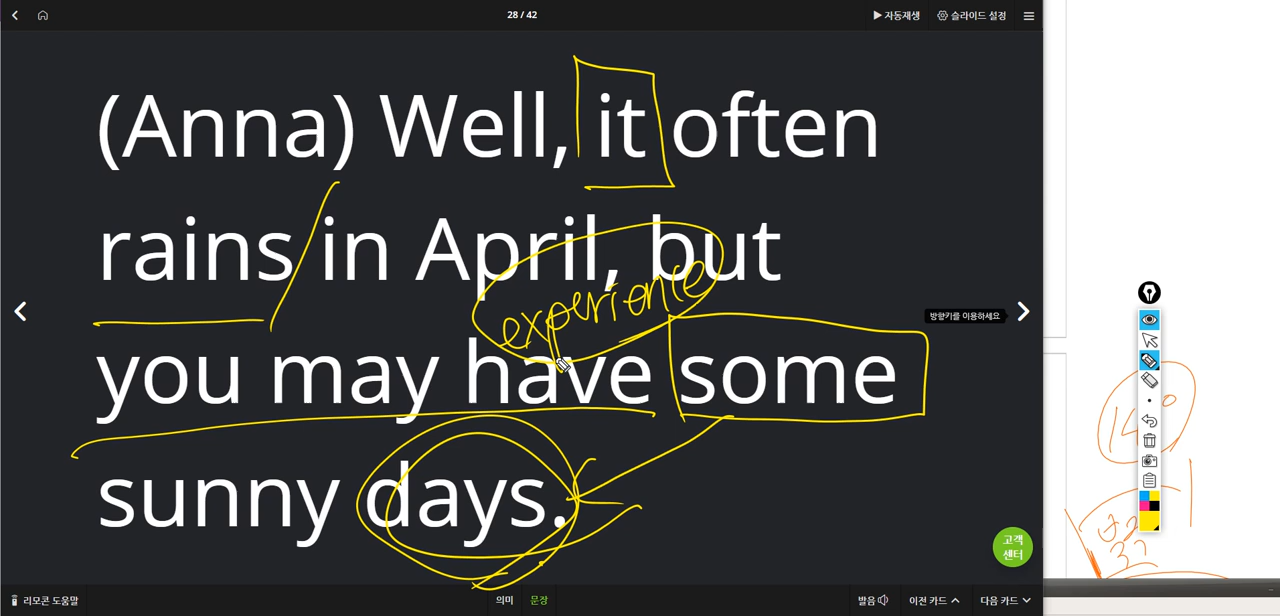 28 / 42
자동재생
슬라이드 설정
(Anna) Well, it often
rains in April, but
experience
방향키를 이용하세요
you may have some
sunny days.
고객
센터
리모콘 도움말
의미
문장
발음
이전 카드
다음 카드